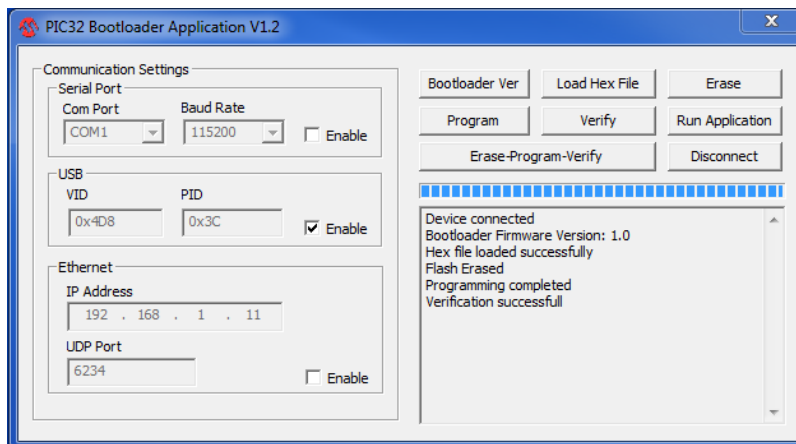 PIC32 Bootloader Application V1.2
x
Communication Settings
Serial Port
Com Port Baud Rate
COM1 115200 Enable
USB
VID PID
0x4D8 0x3C Enable
Ethernet
IP Address
192 . 168 . 1 . 11
UDP Port
6234 Enable
Bootloader Ver Load Hex File Erase
Program Verify Run Application
Erase-Program-Verify Disconnect
Device connected
Bootloader Firmware Version: 1.0
Hex file loaded successfully
Flash Erased
Programming completed
Verification successfull